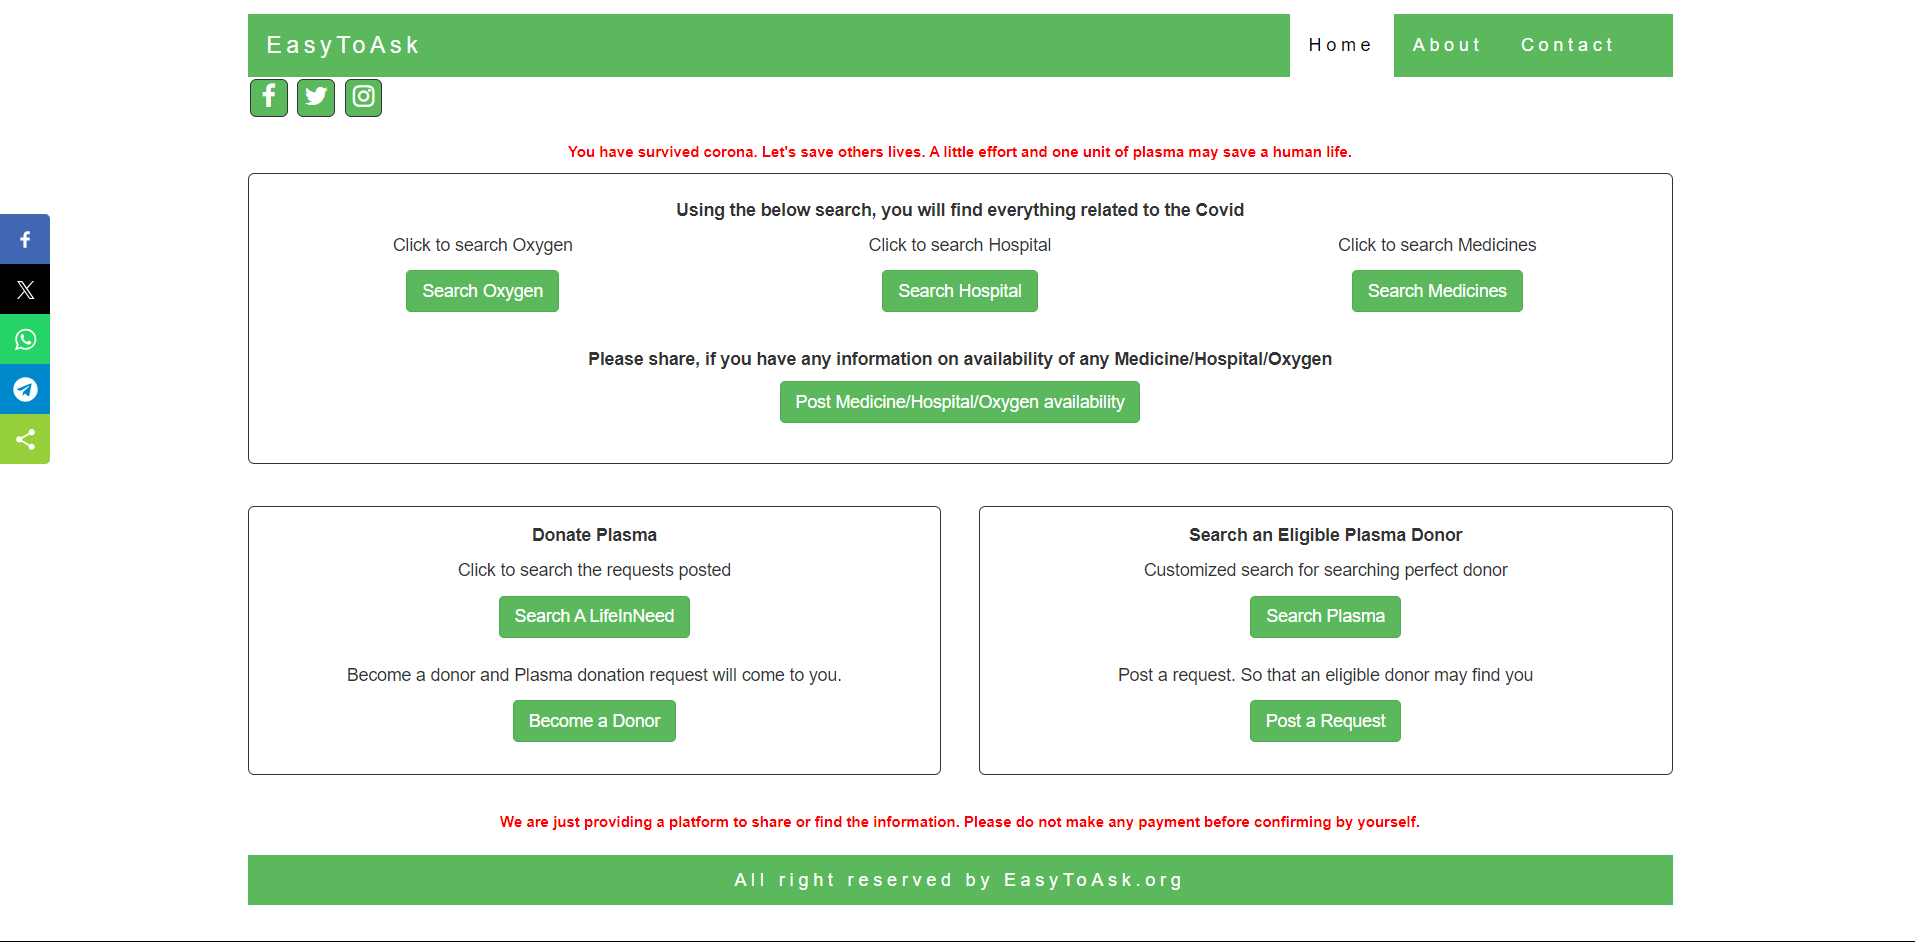 EasyToAsk
Home
About
Contact
You have survived corona. Let's save others lives. A little effort and one unit of plasma may save a human life.
Using the below search, you will find everything related to the Covid
Click to search Oxygen
Click to search Hospital
Click to search Medicines
Search Oxygen
Search Hospital
Search Medicines
Please share, if you have any information on availability of any Medicine/Hospital/Oxygen
Post Medicine/Hospital/Oxygen availability
Donate Plasma
Click to search the requests posted
Search A LifeInNeed
Become a donor and Plasma donation request will come to you.
Become a Donor
Search an Eligible Plasma Donor
Customized search for searching perfect donor
Search Plasma
Post a request. So that an eligible donor may find you
Post a Request
We are just providing a platform to share or find the information. Please do not make any payment before confirming by yourself.
All right reserved by EasyToAsk.org